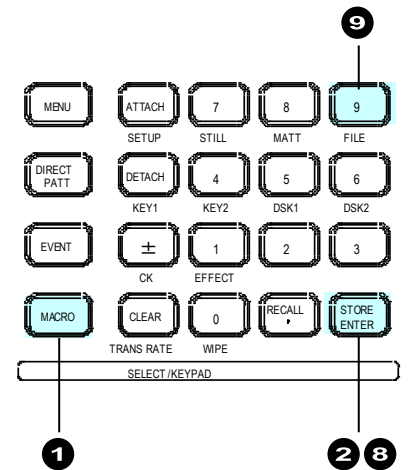 9
MENU ATTACH 7 8 9
SETUP STILL MATT FILE
DIRECT PATT DETACH 4 5 6
KEY1 KEY2 DSK1 DSK2
EVENT ± 1 2 3
CK EFFECT
MACRO CLEAR 0 RECALL STORE ENTER
TRANS RATE WIPE
SELECT /KEYPAD
1 2 8